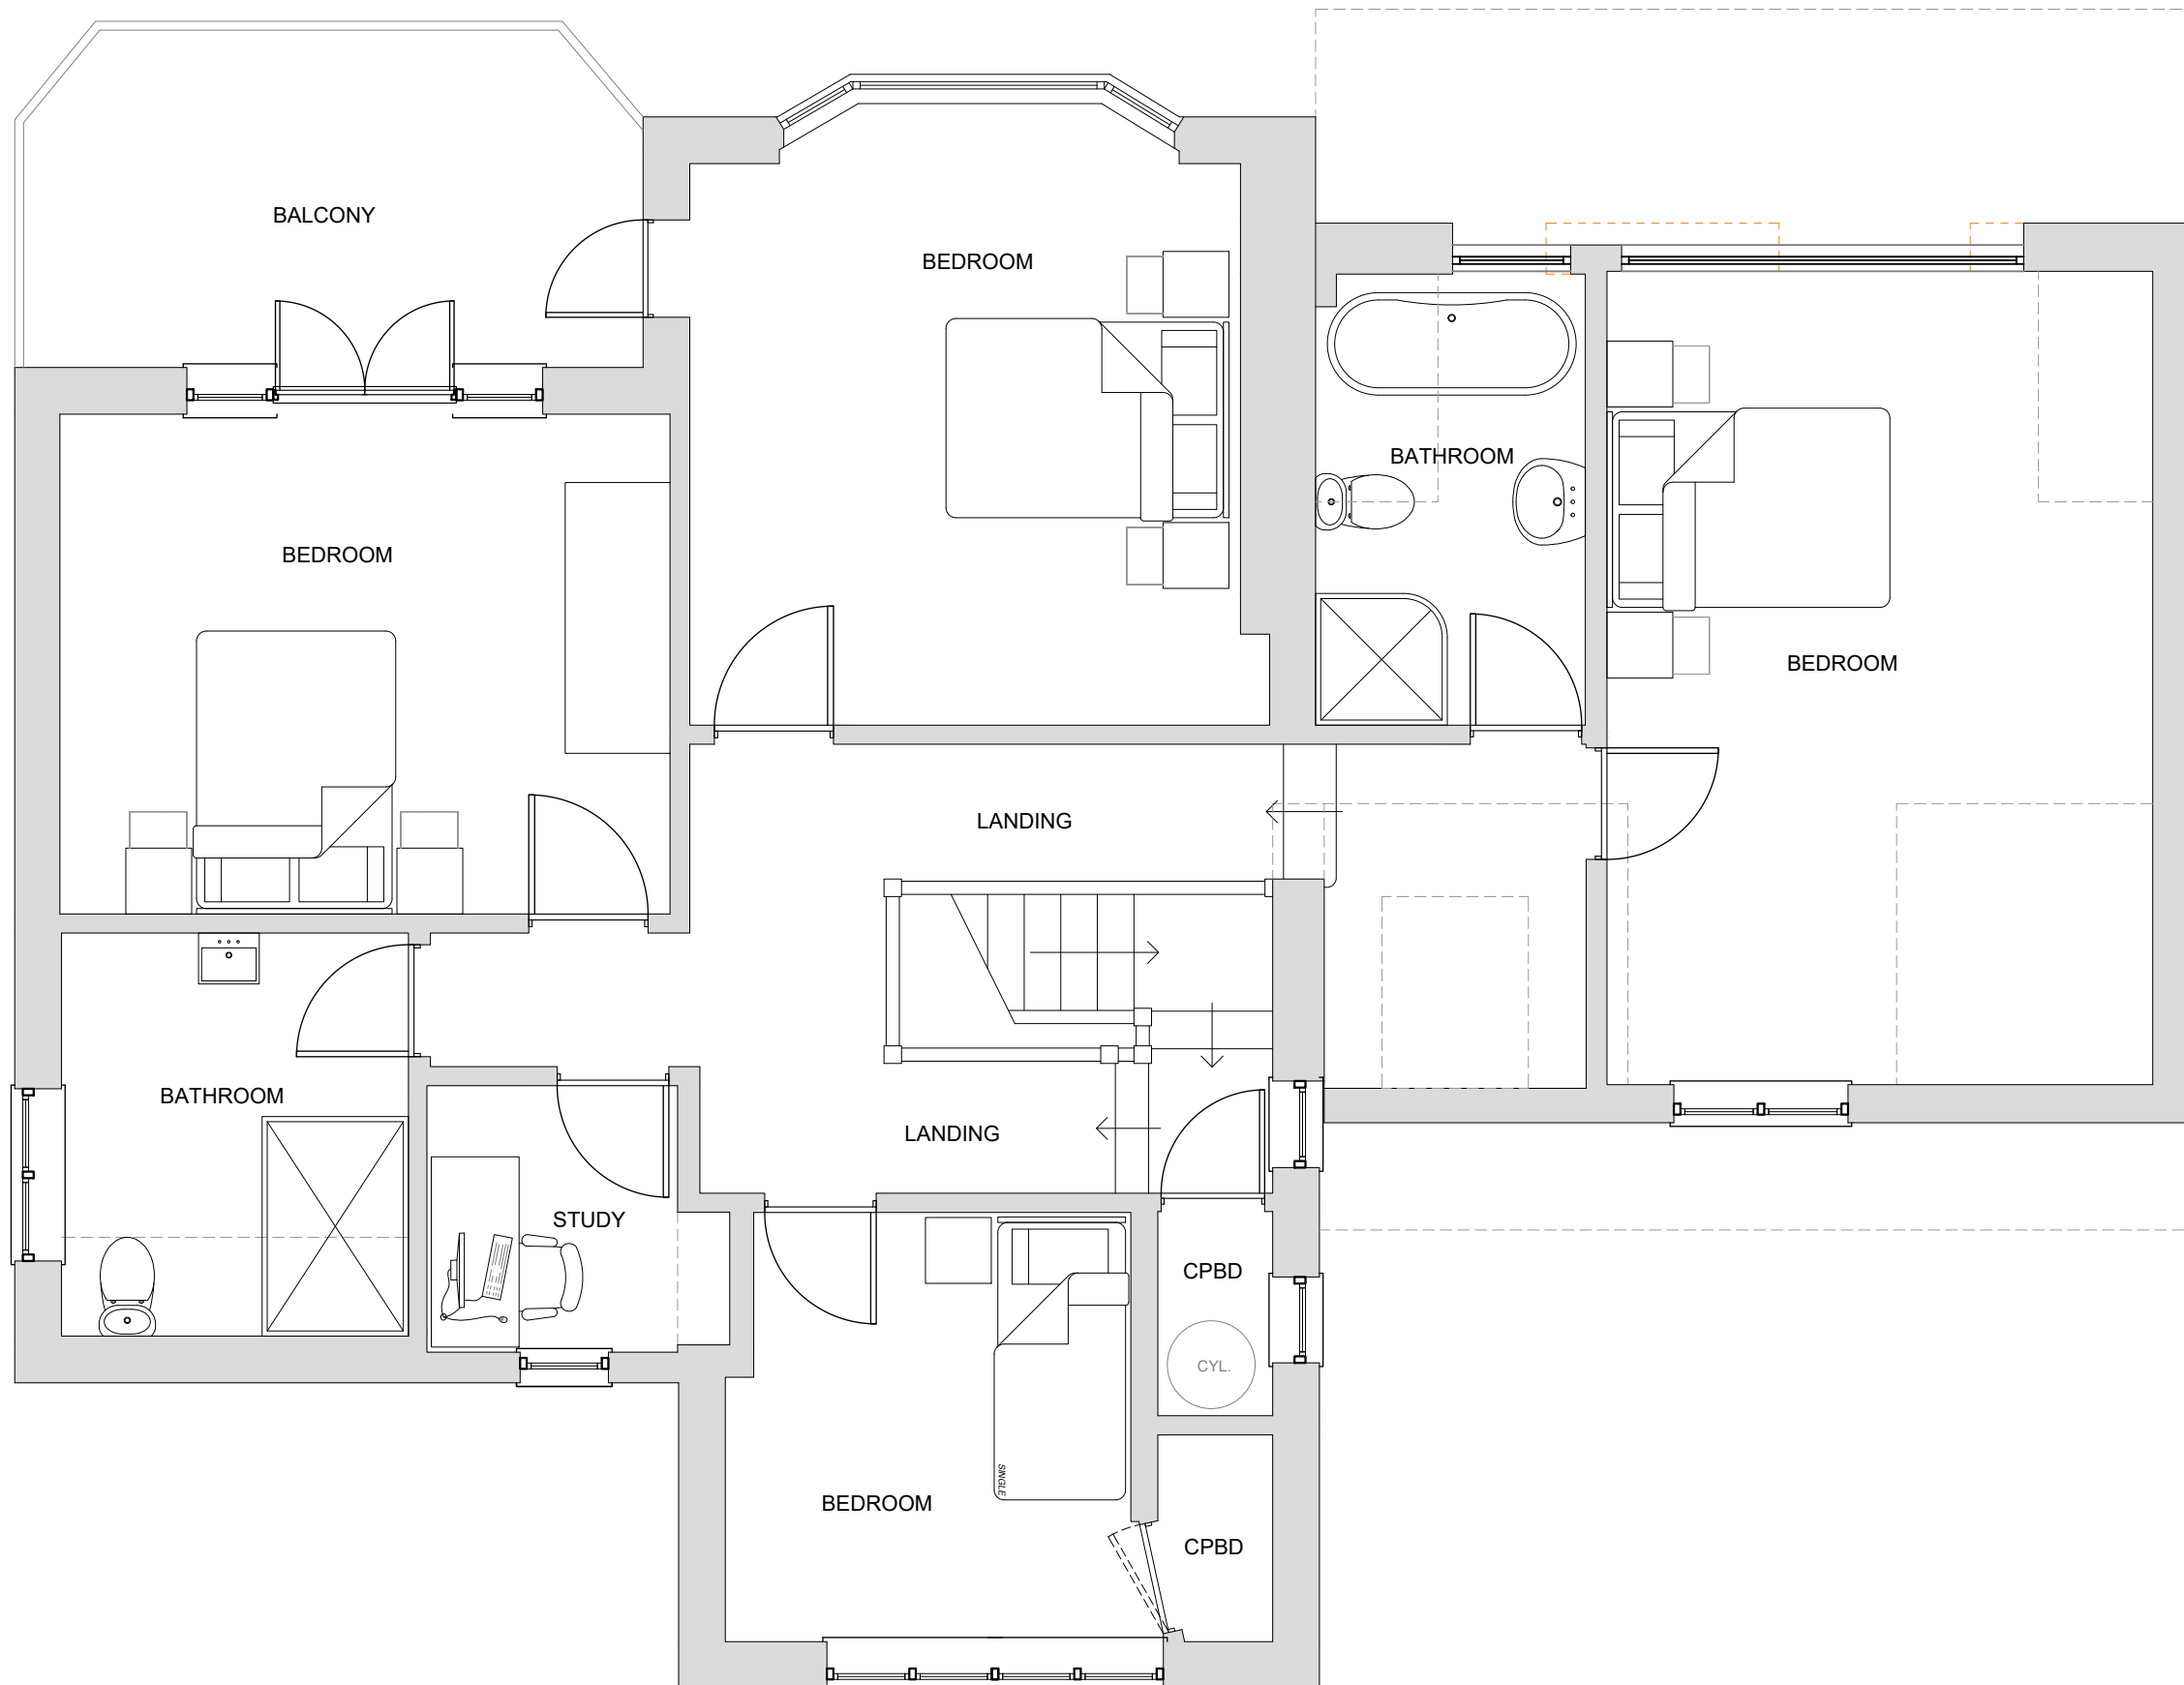 BALCONY
BEDROOM
BATHROOM
BEDROOM
BEDROOM
LANDING
BATHROOM
LANDING
STUDY
CPBD
CYL.
SINGLE
BEDROOM
CPBD